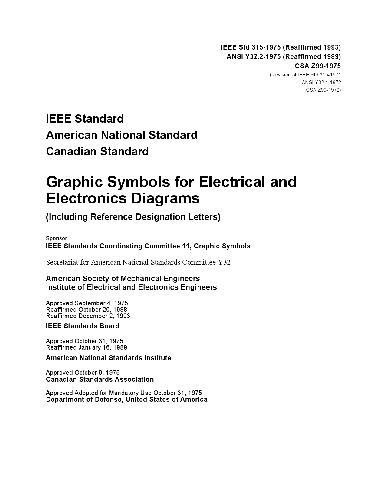 IEEE Std 315-1975 (Reaffirmed 1993)
ANSI Y32.2-1975 (Reaffirmed 1989)
CSA Z99-1975
IEEE Standard
American National Standard
Canadian Standard
Graphic Symbols for Electrical and
Electronics Diagrams
(Including Reference Designation Letters)
Sponsor
IEEE Standards Coordinating Committee 11, Graphic Symbols
Secretariat for American National Standards Committee Y32
American Society of Mechanical Engineers
Institute of Electrical and Electronics Engineers
Approved September 4, 1975
Reaffirmed October 20, 1988
Reaffirmed December 2, 1993
IEEE Standards Board
Approved October 31, 1975
Reaffirmed January 16, 1989
American National Standards Institute
Approved October 9, 1975
Canadian Standards Association
Approved Adopted for Mandatory Use October 31, 1975
Department of Defense, United States of America